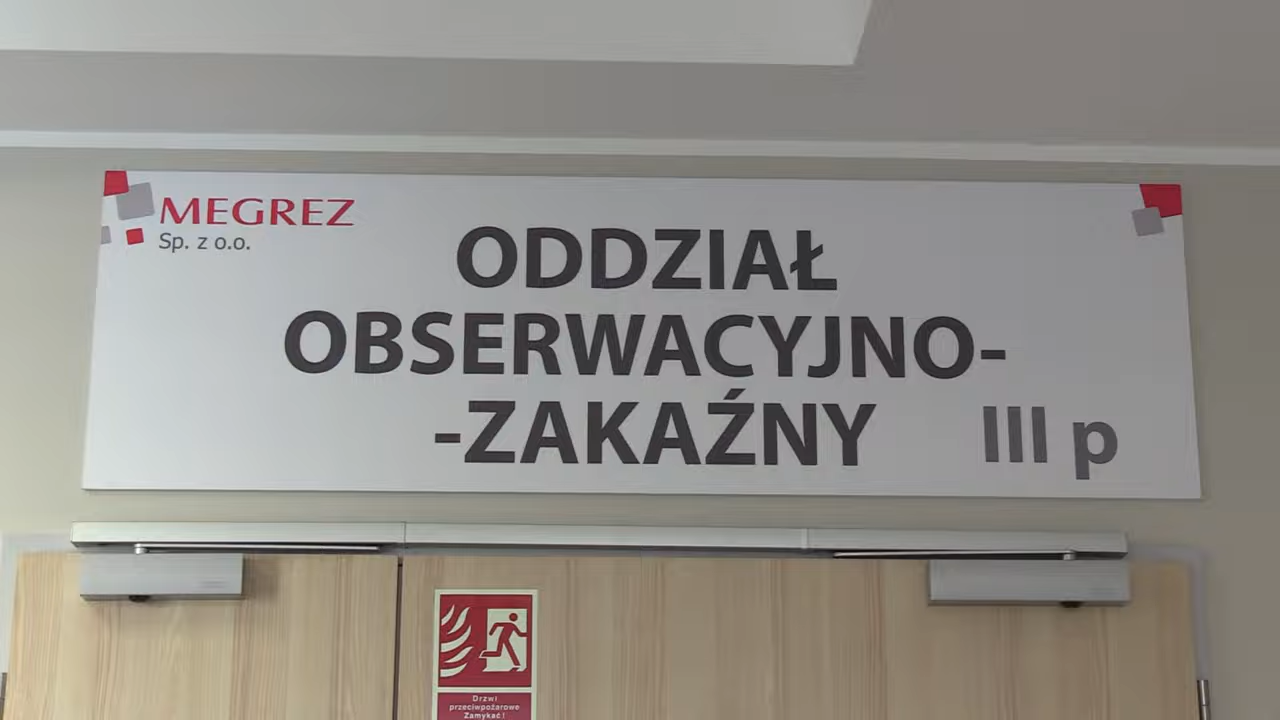 MEGREZ
Sp. z o.o.
ODDZIAŁ
OBSERWACYJNO-
-ZAKAŹNY
III p
Drzwi
przeciwpożarowe
Zamykać!